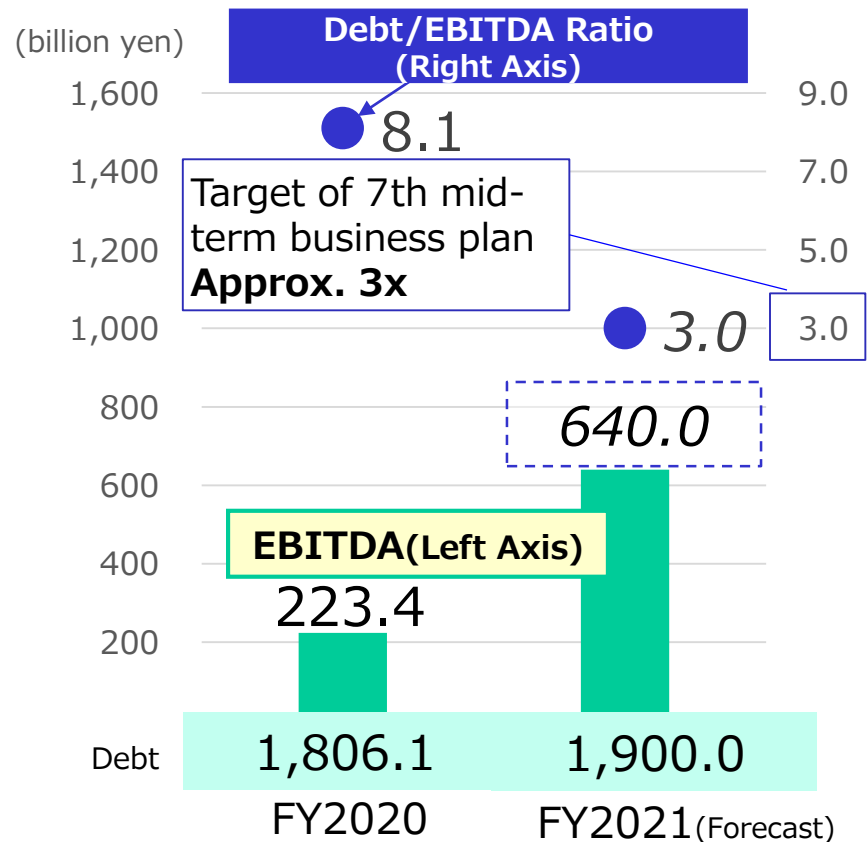 (billion yen)
Debt/EBITDA Ratio
(Right Axis)
1,600
9.0
8.1
1,400
7.0
Target of 7th mid-
term business plan
Approx. 3x
1,200
5.0
1,000
3.0
3.0
800
640.0
600
EBITDA(Left Axis)
400
223.4
200
Debt
1,806.1
1,900.0
FY2020
FY2021(Forecast)